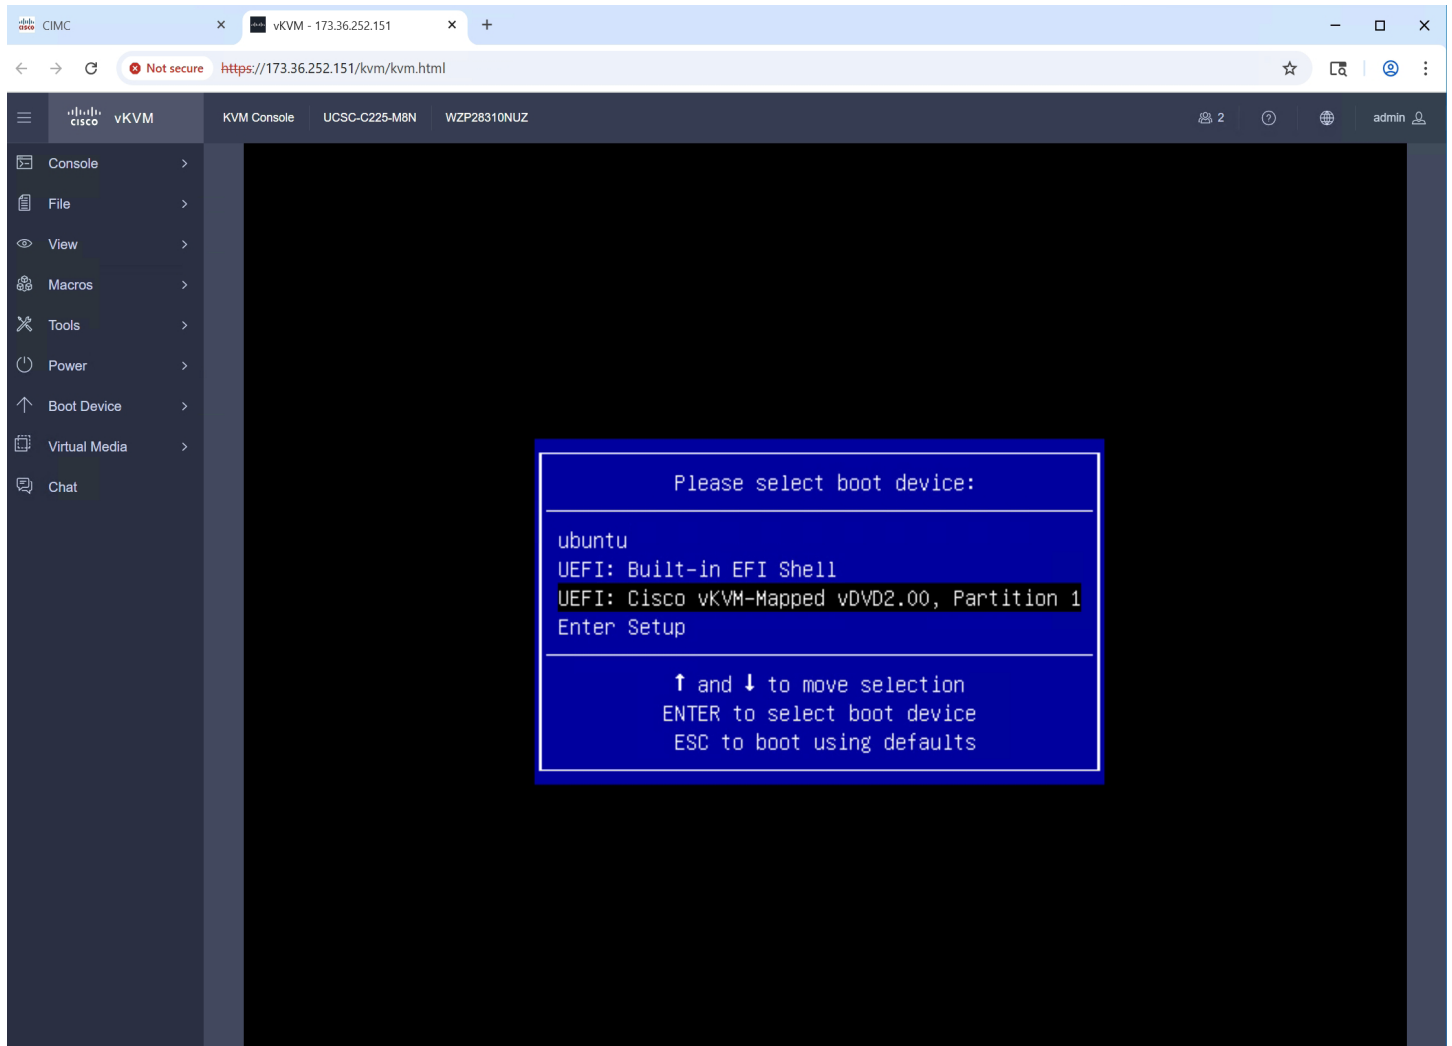 CIMC
vKVM - 173.36.252.151
Not secure https://173.36.252.151/kvm/kvm.html
cisco vKVM KVM Console UCSC-C225-M8N WZP28310NUZ 2 admin
Console
File
View
Macros
Tools
Power
Boot Device
Virtual Media
Chat
Please select boot device:
ubuntu
UEFI: Built-in EFI Shell
UEFI: Cisco vKVM-Mapped vDVD2.00, Partition 1
Enter Setup
↑ and ↓ to move selection
ENTER to select boot device
ESC to boot using defaults